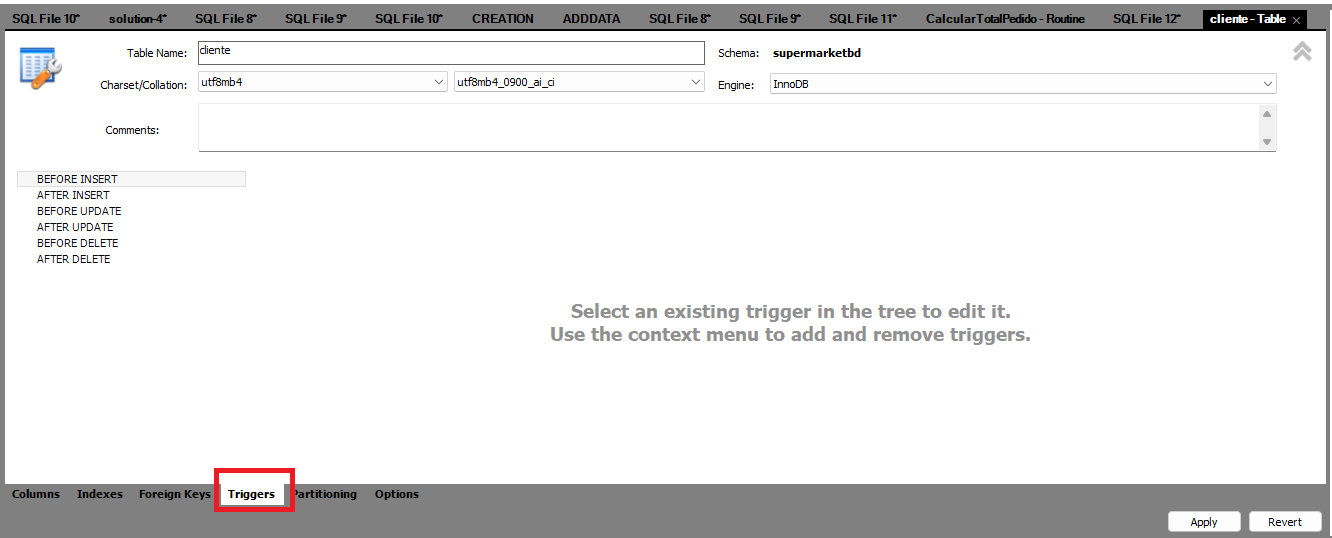 SQL File 10* solution-4* SQL File 8* SQL File 9* SQL File 10* CREATION ADDDATA SQL File 8* SQL File 9* SQL File 11* CalcularTotalPedido - Routine SQL File 12* cliente - Table ×
Table Name: cliente Schema: supermarketbd
Charset/Collation: utf8mb4 utf8mb4_0900_ai_ci Engine: InnoDB
Comments:
BEFORE INSERT
AFTER INSERT
BEFORE UPDATE
AFTER UPDATE
BEFORE DELETE
AFTER DELETE
Select an existing trigger in the tree to edit it.
Use the context menu to add and remove triggers.
Columns Indexes Foreign Keys Triggers Partitioning Options
Apply Revert